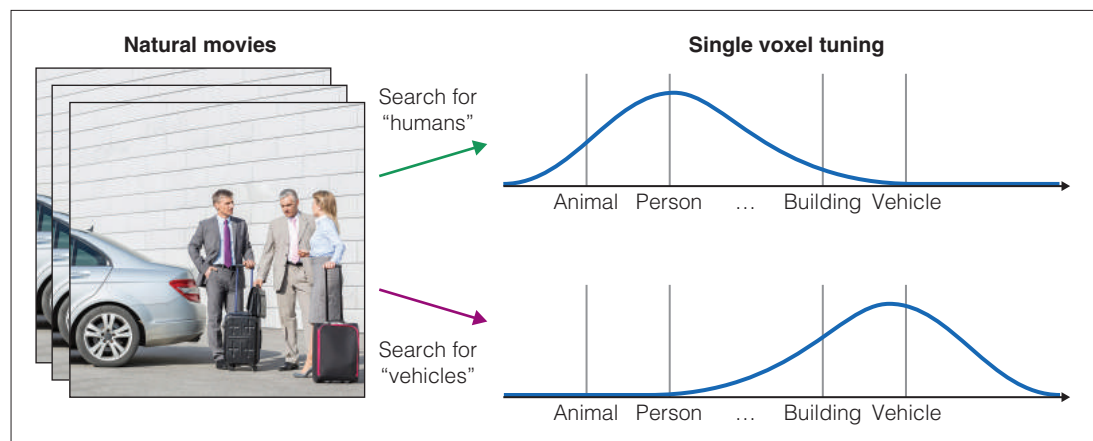 Natural movies
Single voxel tuning
Search for
“humans”
Animal Person … Building Vehicle
Search for
“vehicles”
Animal Person … Building Vehicle